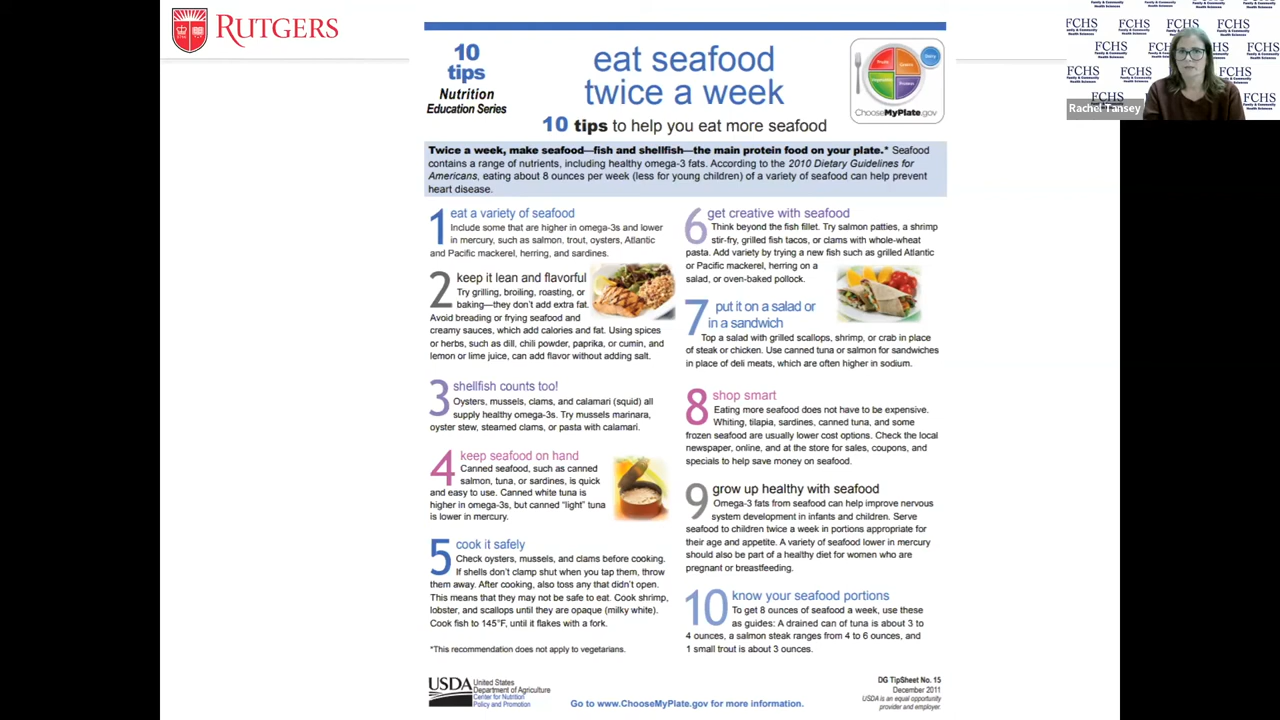 RUTGERS
10
tips
Nutrition
Education Series
eat seafood
twice a week
10 tips to help you eat more seafood
Fruits
Grains
Vegetables
Protein
Dairy
ChooseMyPlate.gov
Twice a week, make seafood—fish and shellfish—the main protein food on your plate.* Seafood
contains a range of nutrients, including healthy omega-3 fats. According to the 2010 Dietary Guidelines for
Americans, eating about 8 ounces per week (less for young children) of a variety of seafood can help prevent
heart disease.
1 eat a variety of seafood
Include some that are higher in omega-3s and lower
in mercury, such as salmon, trout, oysters, Atlantic
and Pacific mackerel, herring, and sardines.
2 keep it lean and flavorful
Try grilling, broiling, roasting, or
baking—they don't add extra fat.
Avoid breading or frying seafood and
creamy sauces, which add calories and fat. Using spices
or herbs, such as dill, chili powder, paprika, or cumin, and
lemon or lime juice, can add flavor without adding salt.
3 shellfish counts too!
Oysters, mussels, clams, and calamari (squid) all
supply healthy omega-3s. Try mussels marinara,
oyster stew, steamed clams, or pasta with calamari.
4 keep seafood on hand
Canned seafood, such as canned
salmon, tuna, or sardines, is quick
and easy to use. Canned white tuna is
higher in omega-3s, but canned "light" tuna
is lower in mercury.
5 cook it safely
Check oysters, mussels, and clams before cooking.
If shells don't clamp shut when you tap them, throw
them away. After cooking, also toss any that didn't open.
This means that they may not be safe to eat. Cook shrimp,
lobster, and scallops until they are opaque (milky white).
Cook fish to 145°F, until it flakes with a fork.
*This recommendation does not apply to vegetarians.
6 get creative with seafood
Think beyond the fish fillet. Try salmon patties, a shrimp
stir-fry, grilled fish tacos, or clams with whole-wheat
pasta. Add variety by trying a new fish such as grilled Atlantic
or Pacific mackerel, herring on a
salad, or oven-baked pollock.
7 put it on a salad or
in a sandwich
Top a salad with grilled scallops, shrimp, or crab in place
of steak or chicken. Use canned tuna or salmon for sandwiches
in place of deli meats, which are often higher in sodium.
8 shop smart
Eating more seafood does not have to be expensive.
Whiting, tilapia, sardines, canned tuna, and some
frozen seafood are usually lower cost options. Check the local
newspaper, online, and at the store for sales, coupons, and
specials to help save money on seafood.
9 grow up healthy with seafood
Omega-3 fats from seafood can help improve nervous
system development in infants and children. Serve
seafood to children twice a week in portions appropriate for
their age and appetite. A variety of seafood lower in mercury
should also be part of a healthy diet for women who are
pregnant or breastfeeding.
10 know your seafood portions
To get 8 ounces of seafood a week, use these
as guides: A drained can of tuna is about 3 to
4 ounces, a salmon steak ranges from 4 to 6 ounces, and
1 small trout is about 3 ounces.
USDA
United States
Department of Agriculture
Center for Nutrition
Policy and Promotion
Go to www.ChooseMyPlate.gov for more information.
DG TipSheet No. 15
December 2011
USDA is an equal opportunity
provider and employer.
FCHS
Family & Community
Health Sciences
Rachel Tansey